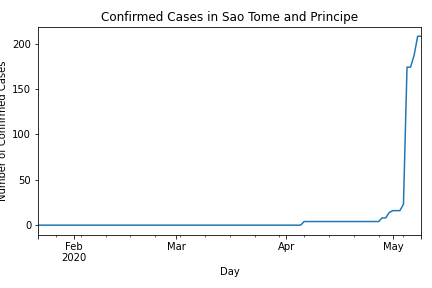 Confirmed Cases in Sao Tome and Principe
Number of Confirmed Cases
200
150
100
50
0
Feb
2020
Mar
Apr
May
Day